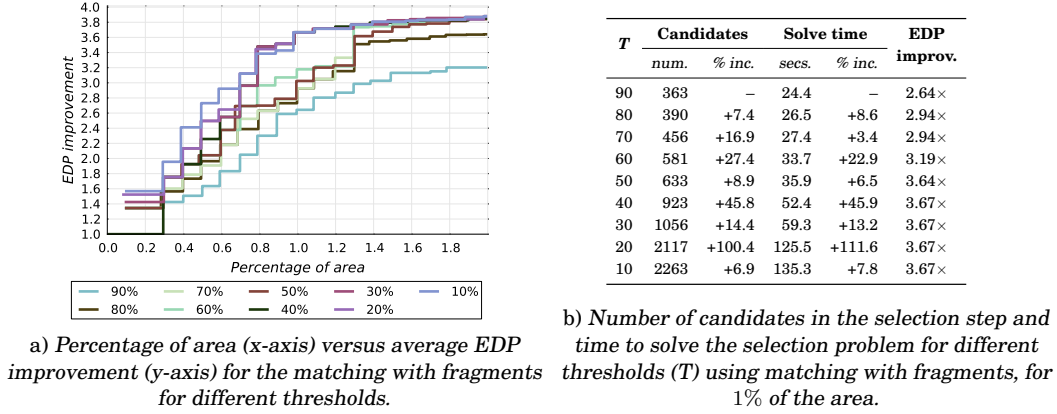 4.0
3.8
3.6
3.4
3.2
3.0
2.8
2.6
2.4
2.2
2.0
1.8
1.6
1.4
1.2
1.0
EDP improvement
0.0 0.2 0.4 0.6 0.8 1.0 1.2 1.4 1.6 1.8
Percentage of area
90% 70% 50% 30% 10%
80% 60% 40% 20%
a) Percentage of area (x-axis) versus average EDP
improvement (y-axis) for the matching with fragments
for different thresholds.
T Candidates Solve time EDP improv.
num. % inc. secs. % inc.
90 363 – 24.4 – 2.64×
80 390 +7.4 26.5 +8.6 2.94×
70 456 +16.9 27.4 +3.4 2.94×
60 581 +27.4 33.7 +22.9 3.19×
50 633 +8.9 35.9 +6.5 3.64×
40 923 +45.8 52.4 +45.9 3.67×
30 1056 +14.4 59.3 +13.2 3.67×
20 2117 +100.4 125.5 +111.6 3.67×
10 2263 +6.9 135.3 +7.8 3.67×
b) Number of candidates in the selection step and
time to solve the selection problem for different
thresholds (T) using matching with fragments, for
1% of the area.